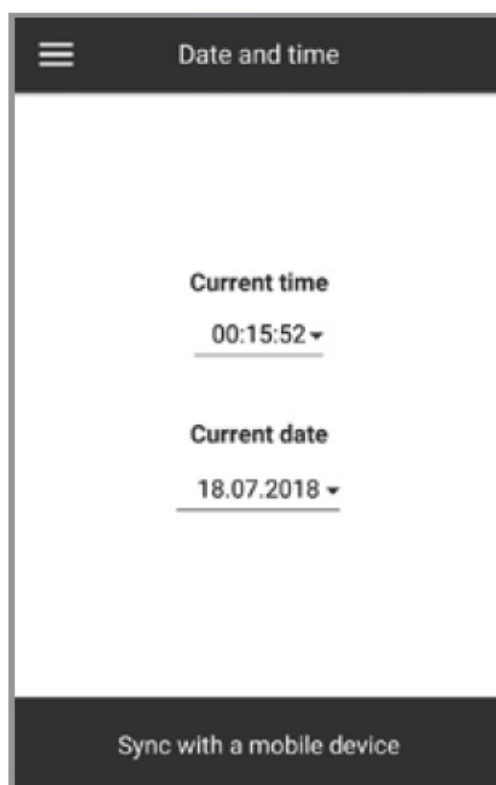 Date and time
Current time
00:15:52
Current date
18.07.2018
Sync with a mobile device